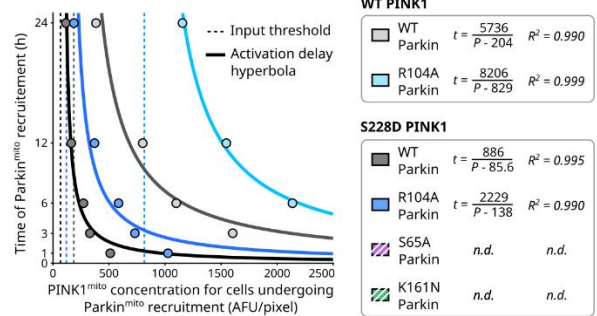 Time of Parkin^mito recruitement (h)
24
12
6
3
1
0
0
500
1000
1500
2000
2500
PINK1^mito concentration for cells undergoing
Parkin^mito recruitment (AFU/pixel)
Input threshold
Activation delay
hyperbola
WT PINK1
WT
Parkin
t = 5736 / P - 204
R² = 0.990
R104A
Parkin
t = 8206 / P - 829
R² = 0.999
S228D PINK1
WT
Parkin
t = 886 / P - 85.6
R² = 0.995
R104A
Parkin
t = 2229 / P - 138
R² = 0.990
S65A
Parkin
n.d.
n.d.
K161N
Parkin
n.d.
n.d.